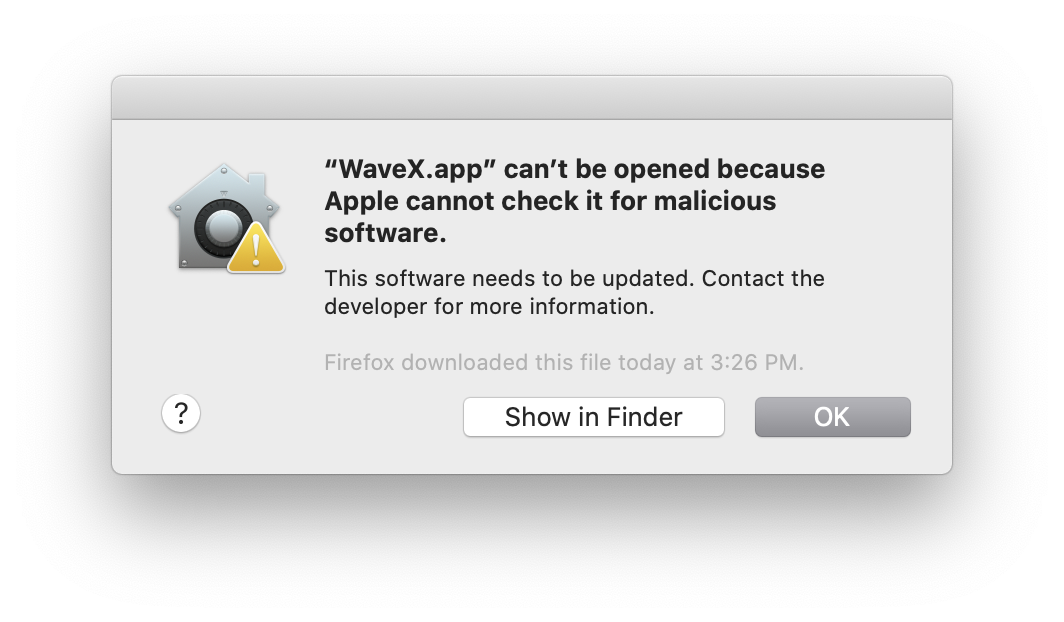 “WaveX.app” can’t be opened because
Apple cannot check it for malicious
software.
This software needs to be updated. Contact the
developer for more information.
Firefox downloaded this file today at 3:26 PM.
?
Show in Finder
OK